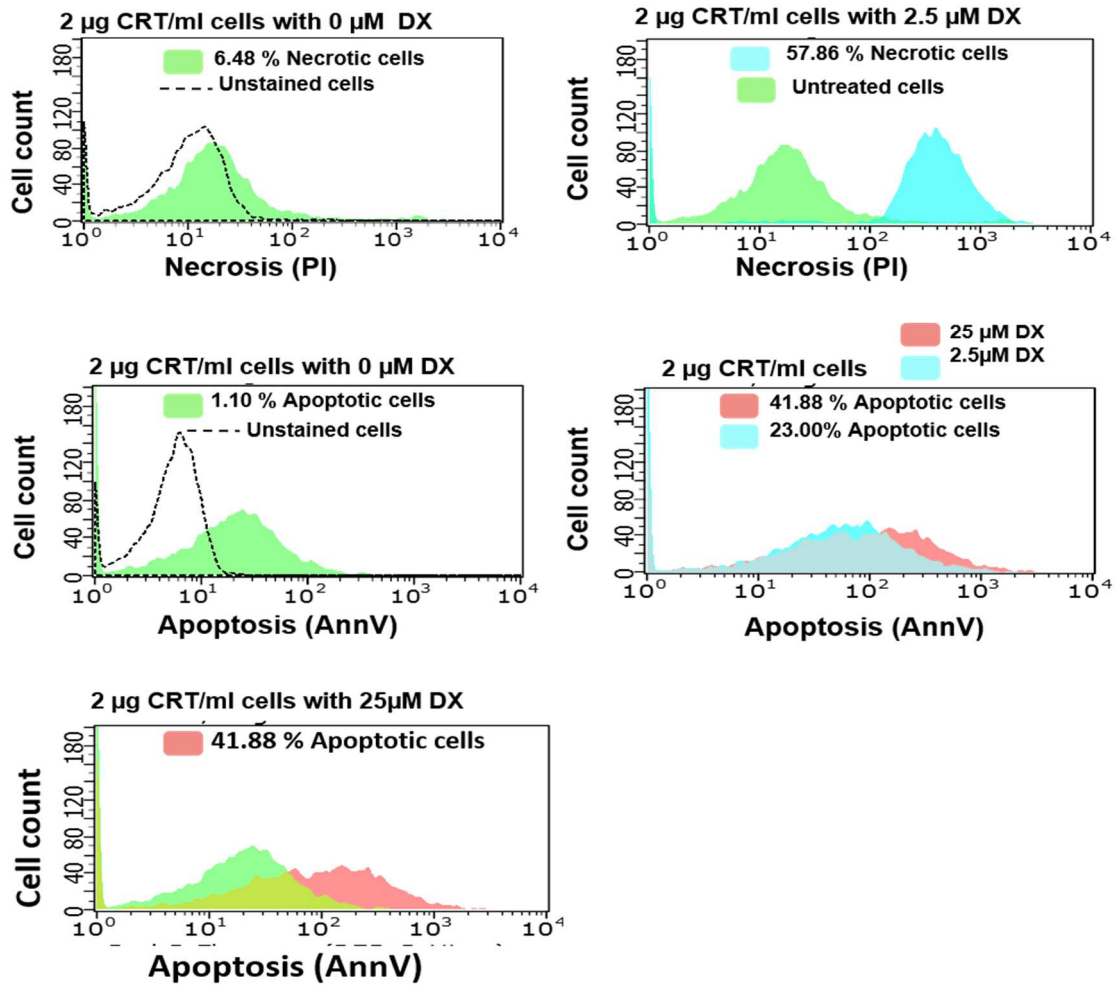 2 µg CRT/ml cells with 0 µM DX
6.48 % Necrotic cells
Unstained cells
Cell count
0 40 80 120 180
10⁰ 10¹ 10² 10³ 10⁴
Necrosis (PI)
2 µg CRT/ml cells with 2.5 µM DX
57.86 % Necrotic cells
Untreated cells
Cell count
0 40 80 120 180
10⁰ 10¹ 10² 10³ 10⁴
Necrosis (PI)
2 µg CRT/ml cells with 0 µM DX
1.10 % Apoptotic cells
Unstained cells
Cell count
0 40 80 120 180
10⁰ 10¹ 10² 10³ 10⁴
Apoptosis (AnnV)
25 µM DX
2.5µM DX
2 µg CRT/ml cells
41.88 % Apoptotic cells
23.00% Apoptotic cells
Cell count
0 40 80 120 180
10⁰ 10¹ 10² 10³ 10⁴
Apoptosis (AnnV)
2 µg CRT/ml cells with 25µM DX
41.88 % Apoptotic cells
Cell count
0 40 80 120 180
10⁰ 10¹ 10² 10³ 10⁴
Apoptosis (AnnV)